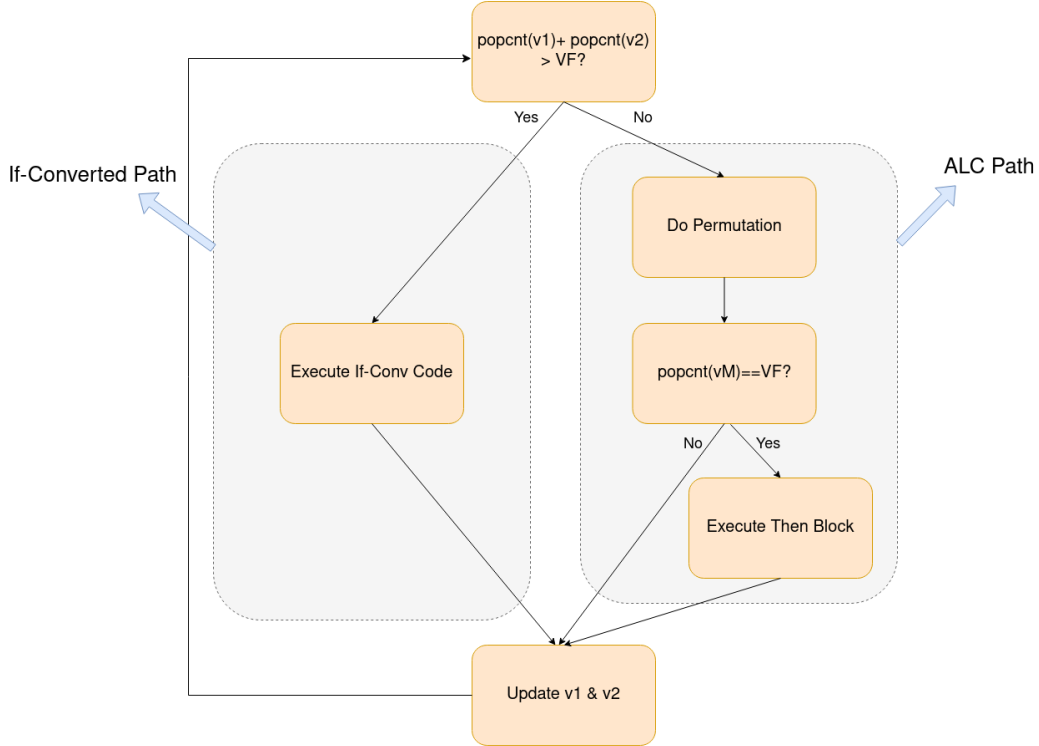 popcnt(v1)+ popcnt(v2)
> VF?
Yes
No
If-Converted Path
ALC Path
Do Permutation
Execute If-Conv Code
popcnt(vM)==VF?
No
Yes
Execute Then Block
Update v1 & v2